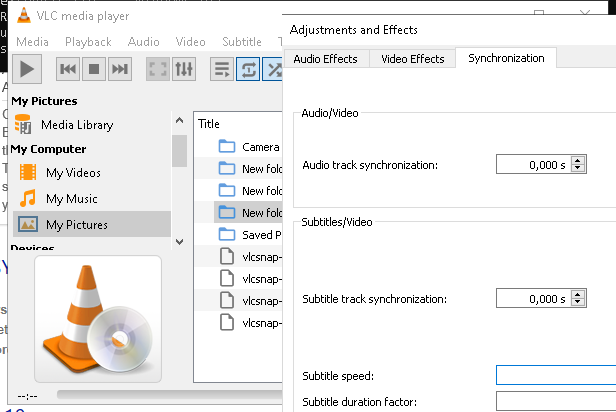 VLC media player
Media Playback Audio Video Subtitle
My Pictures
Media Library
My Computer
My Videos
My Music
My Pictures
Devices
Title
Camera
New fold
New fold
New fold
Saved P
vlcsnap-
vlcsnap-
vlcsnap-
vlcsnap-
--:--
Adjustments and Effects
Audio Effects Video Effects Synchronization
Audio/Video
Audio track synchronization: 0,000 s
Subtitles/Video
Subtitle track synchronization: 0,000 s
Subtitle speed:
Subtitle duration factor: